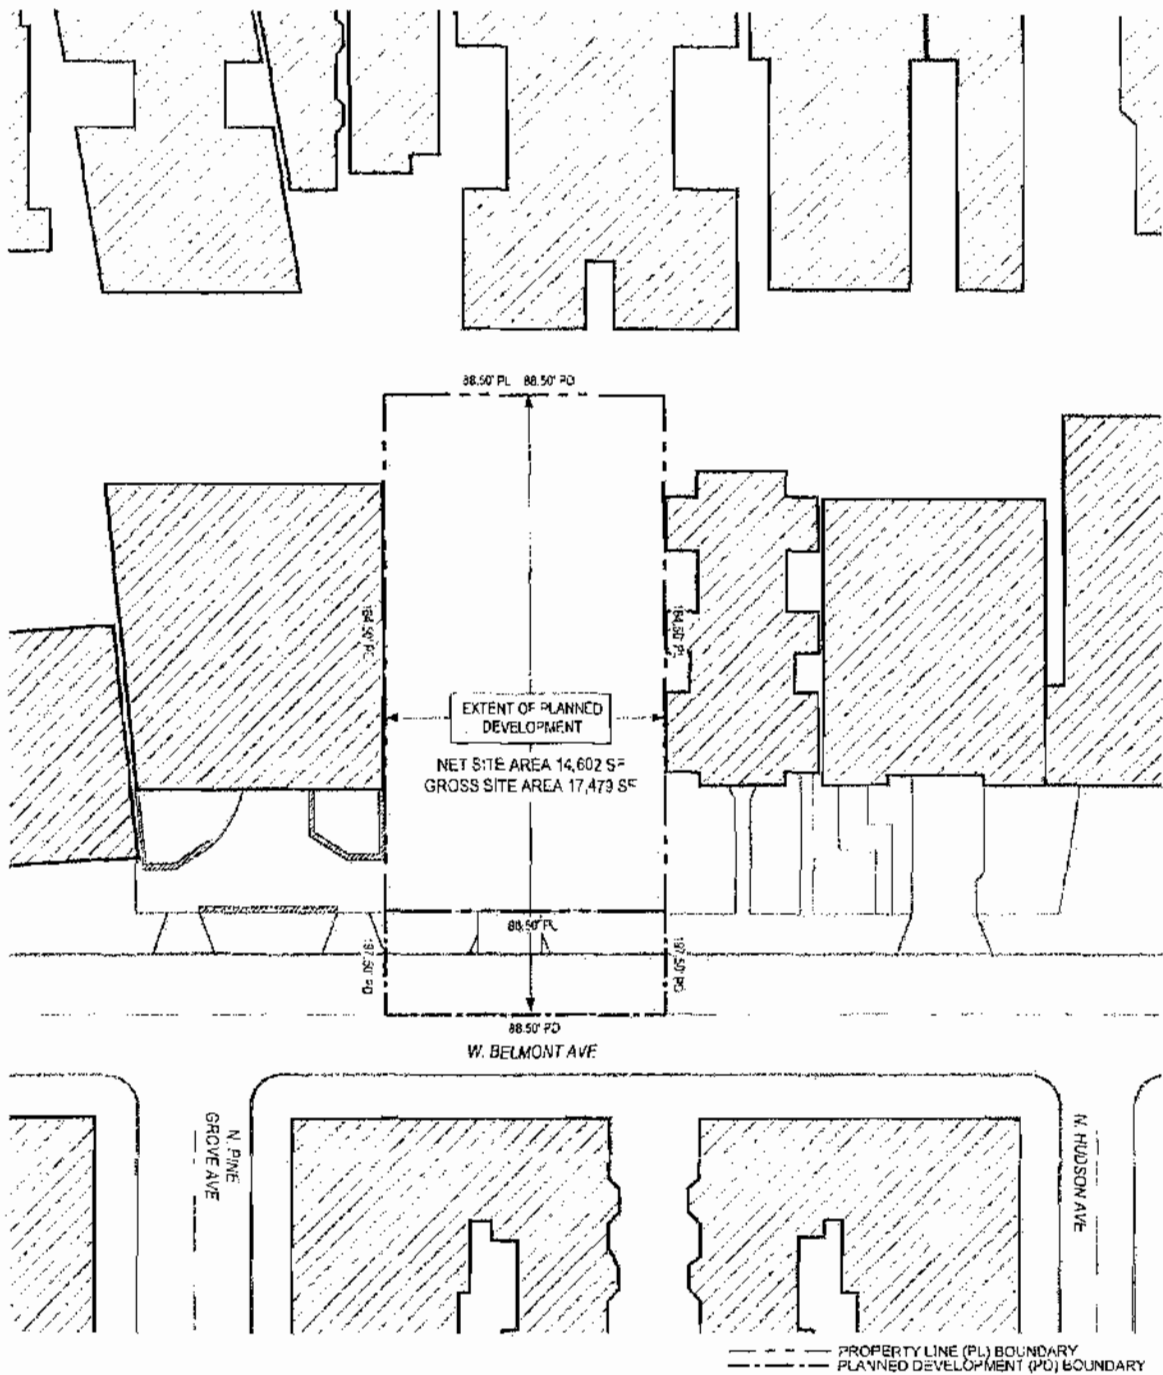 88.50' PL 88.50' PD
164.50' PL
164.50' PL
EXTENT OF PLANNED
DEVELOPMENT
NET SITE AREA 14,602 SF
GROSS SITE AREA 17,479 SF
88.50' PL
197.50' PD
197.50' PD
88.50' PD
W. BELMONT AVE
N. PINE
GROVE AVE
N. HUDSON AVE
PROPERTY LINE (PL) BOUNDARY
PLANNED DEVELOPMENT (PD) BOUNDARY